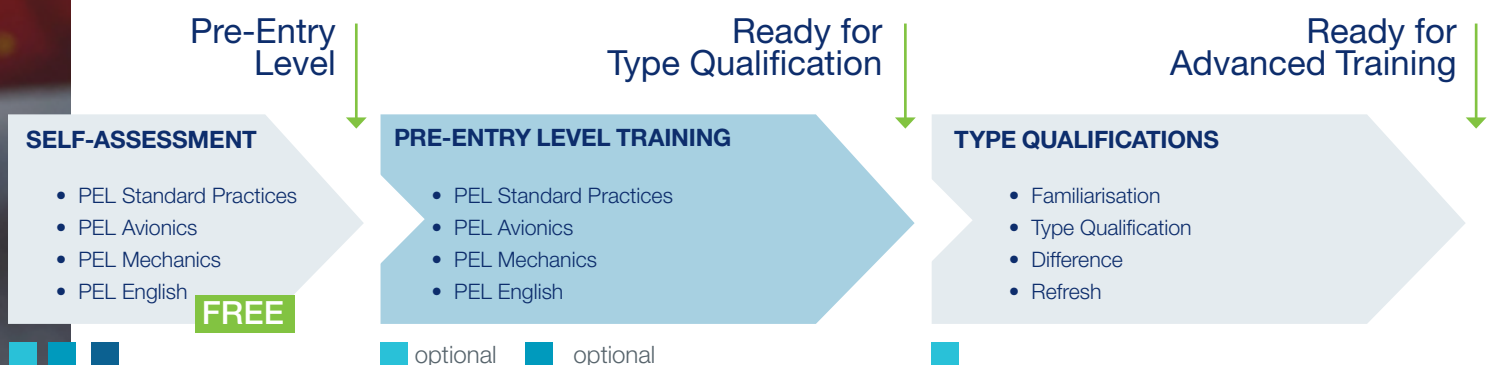 Pre-Entry
Level
Ready for
Type Qualification
Ready for
Advanced Training
SELF-ASSESSMENT
• PEL Standard Practices
• PEL Avionics
• PEL Mechanics
• PEL English
FREE
PRE-ENTRY LEVEL TRAINING
• PEL Standard Practices
• PEL Avionics
• PEL Mechanics
• PEL English
optional
optional
TYPE QUALIFICATIONS
• Familiarisation
• Type Qualification
• Difference
• Refresh